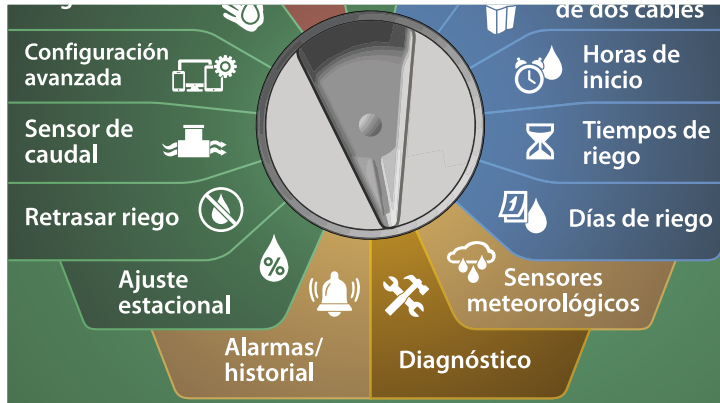 de dos cables
Configuración
avanzada
Horas de
inicio
Sensor de
caudal
Tiempos de
riego
Retrasar riego
1
Días de riego
%
Ajuste
estacional
Sensores
meteorológicos
Alarmas/
historial
Diagnóstico